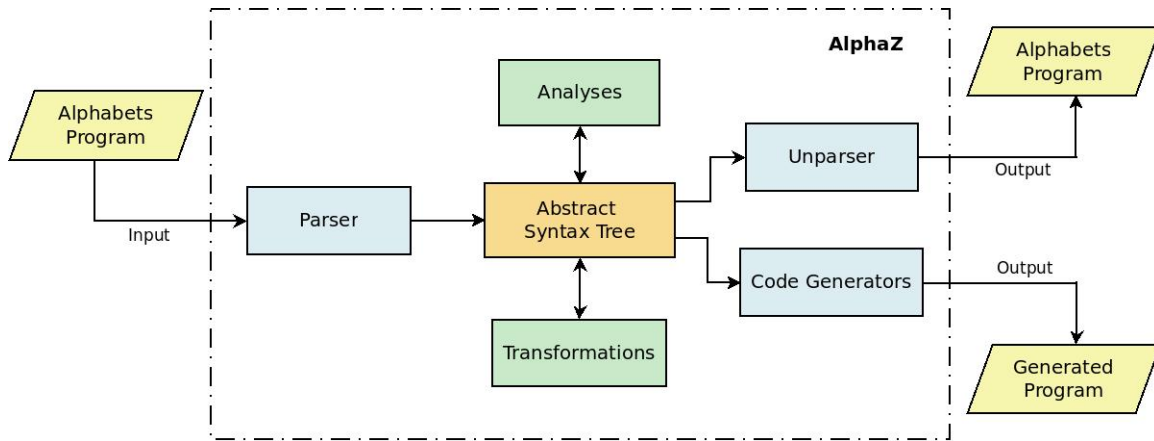 AlphaZ
Alphabets
Program
Analyses
Alphabets
Program
Unparser
Output
Parser
Input
Abstract
Syntax Tree
Code Generators
Output
Transformations
Generated
Program